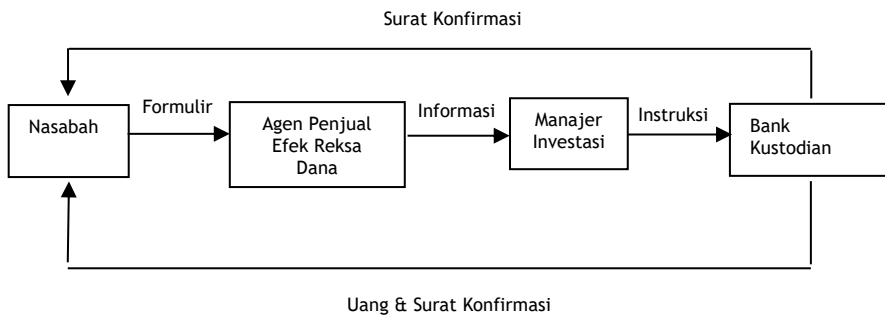 Surat Konfirmasi
Nasabah
Formulir
Agen Penjual
Efek Reksa
Dana
Informasi
Manajer
Investasi
Instruksi
Bank
Kustodian
Uang & Surat Konfirmasi